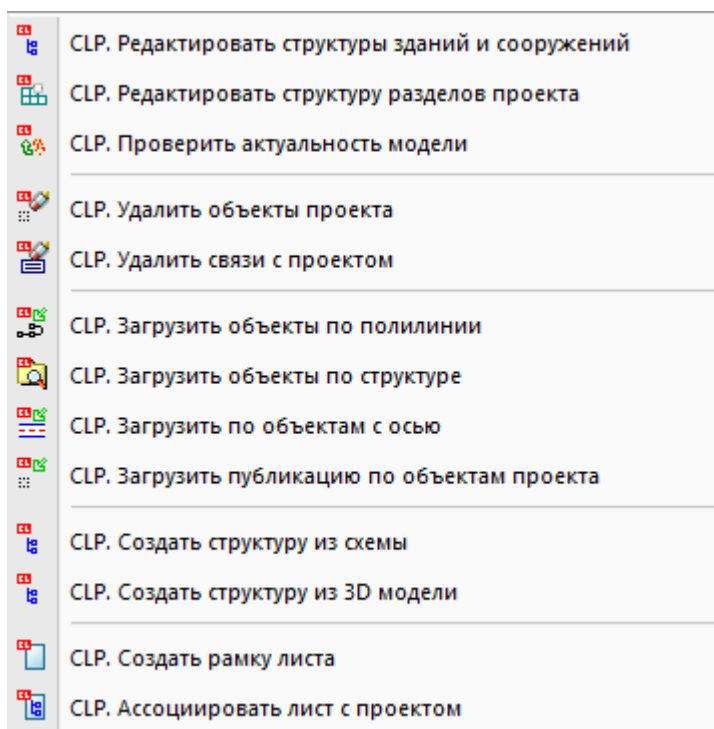 CLP. Редактировать структуры зданий и сооружений
CLP. Редактировать структуру разделов проекта
CLP. Проверить актуальность модели
CLP. Удалить объекты проекта
CLP. Удалить связи с проектом
CLP. Загрузить объекты по полилинии
CLP. Загрузить объекты по структуре
CLP. Загрузить по объектам с осью
CLP. Загрузить публикацию по объектам проекта
CLP. Создать структуру из схемы
CLP. Создать структуру из 3D модели
CLP. Создать рамку листа
CLP. Ассоциировать лист с проектом